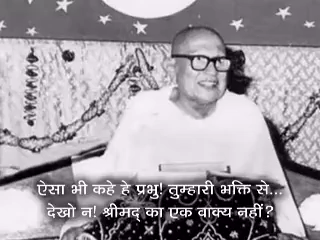 ऐसा भी कहे हे प्रभु! तुम्हारी भक्ति से...
देखो न! श्रीमद् का एक वाक्य नहीं?